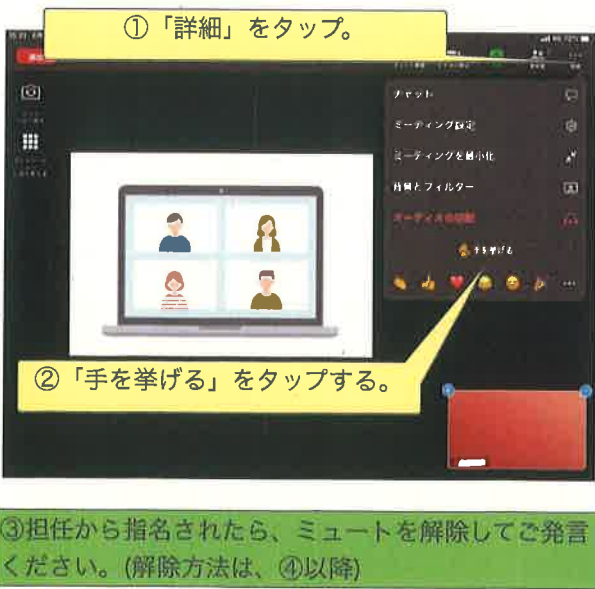 ①「詳細」をタップ。
チャット
ミーティング設定
ミーティングを最小化
背景とフィルター
オーディオの切断
手を挙げる
②「手を挙げる」をタップする。
③担任から指名されたら、ミュートを解除してご発言
ください。(解除方法は、④以降)